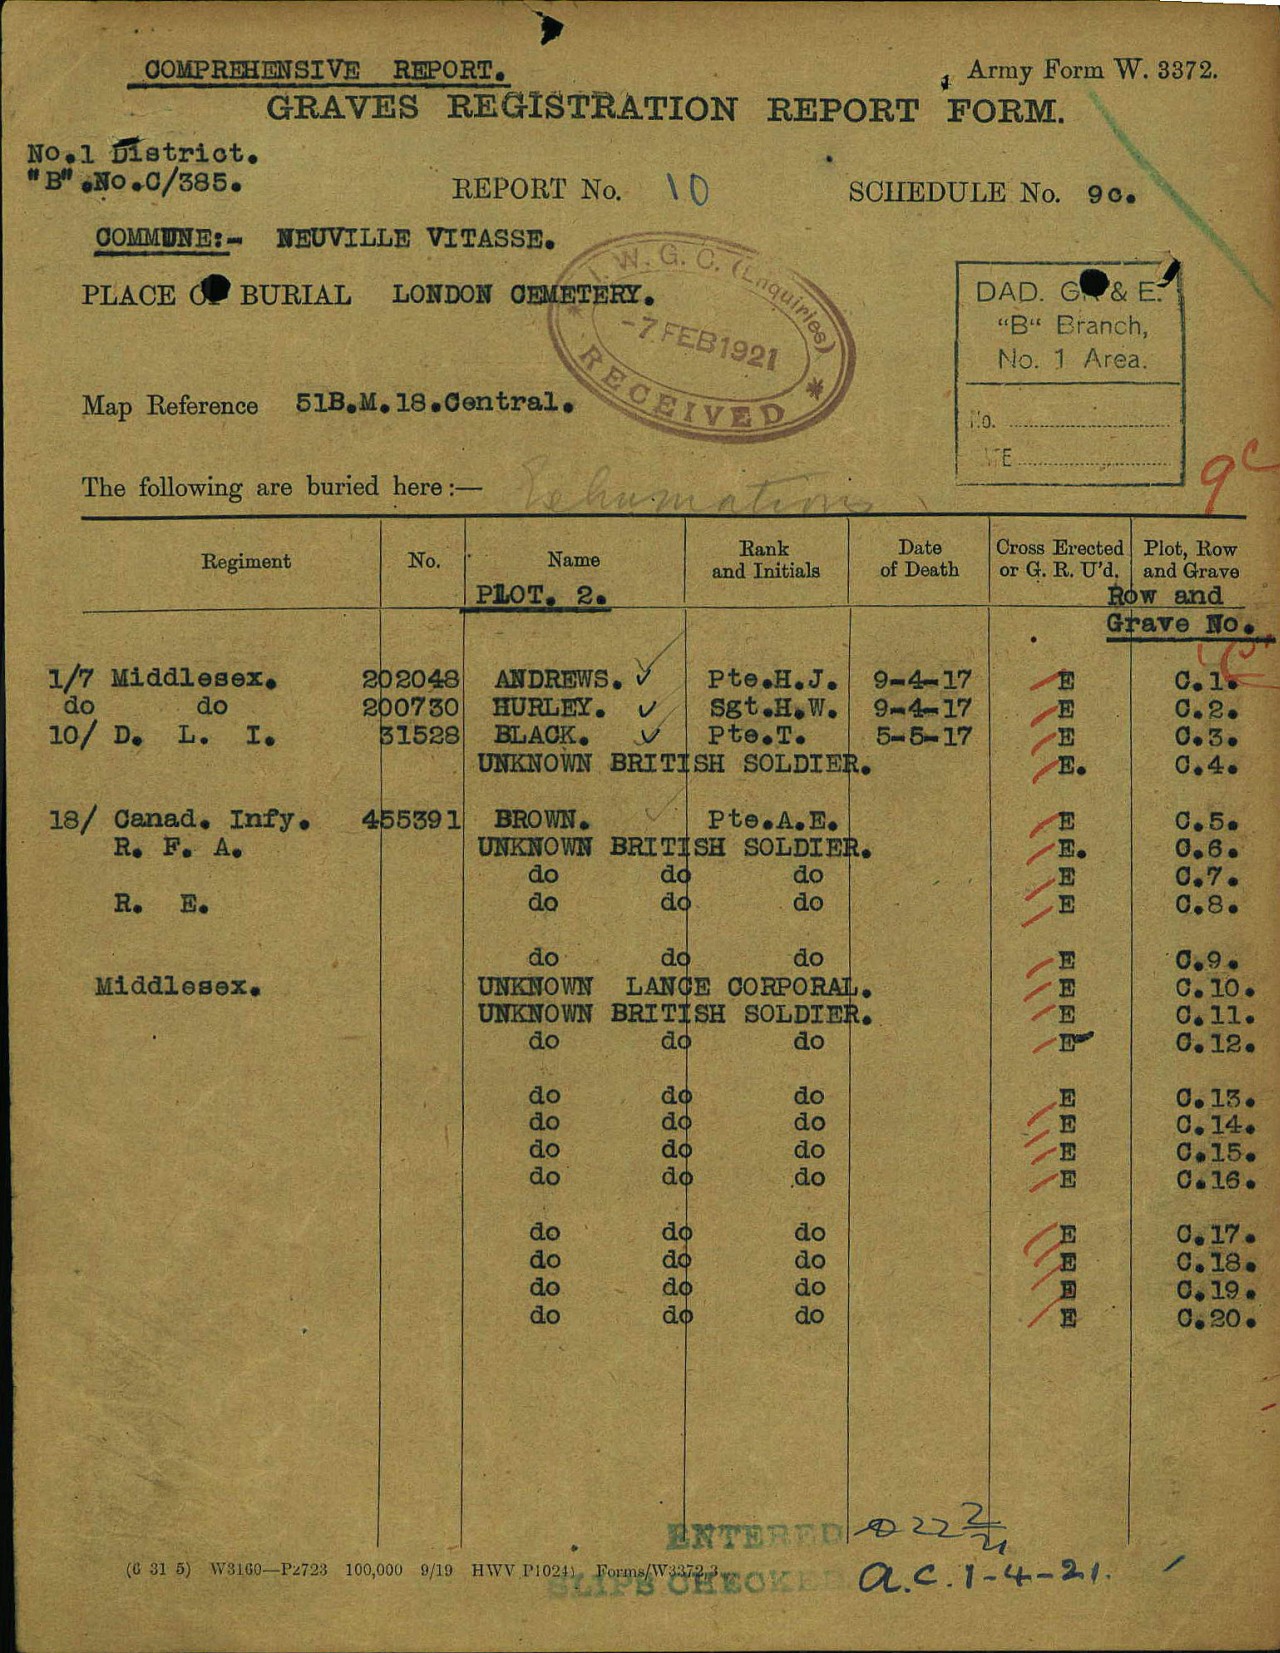 COMPREHENSIVE REPORT.
Army Form W. 3372.
GRAVES REGISTRATION REPORT FORM.
No.1 District.
"B".No.C/385.
REPORT No. 10
SCHEDULE No. 9c.
COMMUNE:- NEUVILLE VITASSE.
PLACE OF BURIAL LONDON CEMETERY.
I. W. G. C. (Enquiries)
-7 FEB 1921
RECEIVED
DAD. GR & E.
"B" Branch,
No. 1 Area.
No.
Map Reference 51B.M.18.Central.
9c
The following are buried here:— Exhumations
Regiment No. Name Rank and Initials Date of Death Cross Erected or G. R. U'd. Plot, Row and Grave
PLOT. 2. Row and Grave No.
1/7 Middlesex. 202048 ANDREWS. Pte.H.J. 9-4-17 E C.1.
do do 200730 HURLEY. Sgt.H.W. 9-4-17 E C.2.
10/ D. L. I. 31528 BLACK. Pte.T. 5-5-17 E C.3.
UNKNOWN BRITISH SOLDIER. E. C.4.
18/ Canad. Infy. 455391 BROWN. Pte.A.E. E C.5.
R. F. A. UNKNOWN BRITISH SOLDIER. E. C.6.
do do do E C.7.
R. E. do do do E C.8.
do do do E C.9.
Middlesex. UNKNOWN LANCE CORPORAL. E C.10.
UNKNOWN BRITISH SOLDIER. E C.11.
do do do E C.12.
do do do E C.13.
do do do E C.14.
do do do E C.15.
do do do E C.16.
do do do E C.17.
do do do E C.18.
do do do E C.19.
do do do E C.20.
ENTERED
(6 31 5) W3160—P2723 100,000 9/19 HWV P1024) Forms/W3372.3.
SLIPS CHECKED
a.c. 1-4-21.